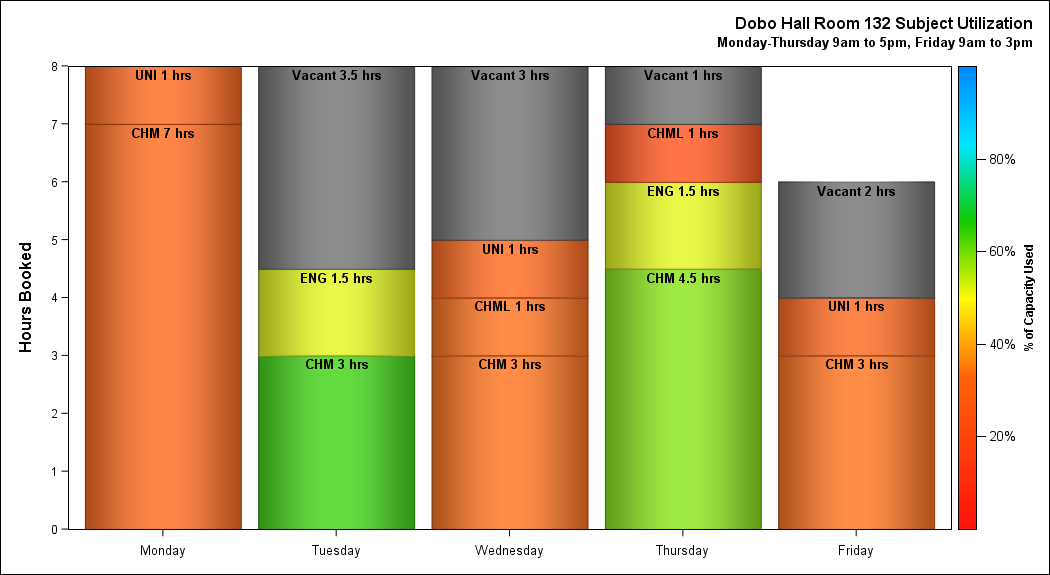 Dobo Hall Room 132 Subject Utilization
Monday-Thursday 9am to 5pm, Friday 9am to 3pm
Hours Booked
8
7
6
5
4
3
2
1
0
UNI 1 hrs
CHM 7 hrs
Vacant 3.5 hrs
ENG 1.5 hrs
CHM 3 hrs
Vacant 3 hrs
UNI 1 hrs
CHML 1 hrs
CHM 3 hrs
Vacant 1 hrs
CHML 1 hrs
ENG 1.5 hrs
CHM 4.5 hrs
Vacant 2 hrs
UNI 1 hrs
CHM 3 hrs
Monday
Tuesday
Wednesday
Thursday
Friday
80%
60%
40%
20%
% of Capacity Used